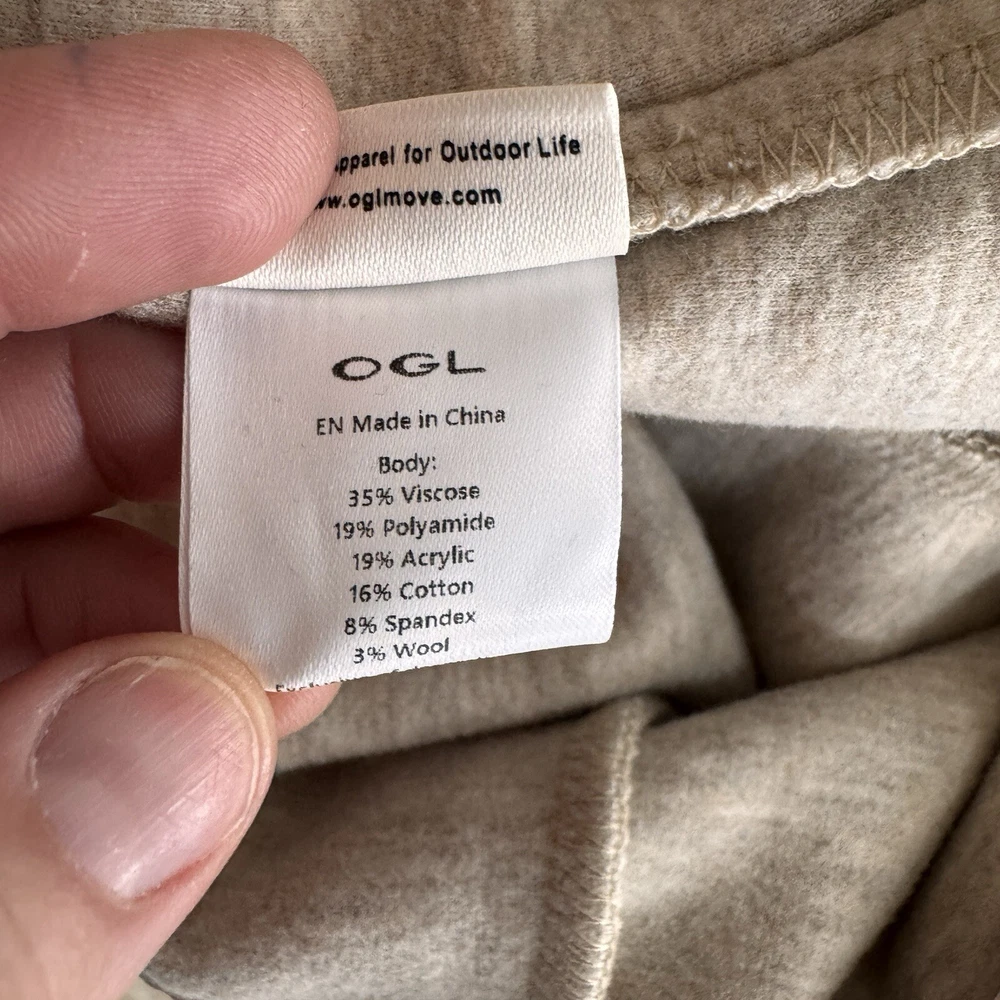 Apparel for Outdoor Life
www.oglmove.com
OGL
EN Made in China
Body:
35% Viscose
19% Polyamide
19% Acrylic
16% Cotton
8% Spandex
3% Wool